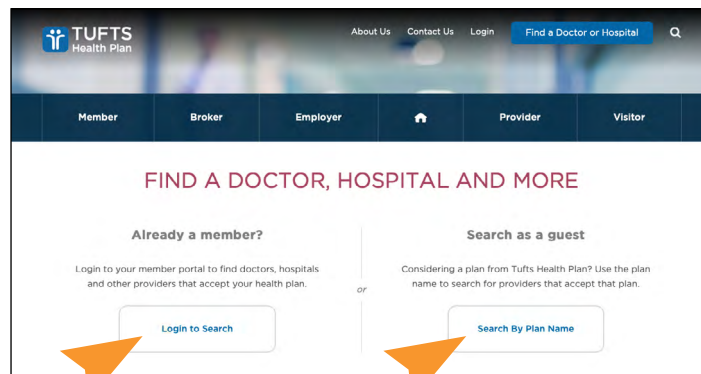 TUFTS
Health Plan
About Us Contact Us Login Find a Doctor or Hospital
Member Broker Employer Provider Visitor
FIND A DOCTOR, HOSPITAL AND MORE
Already a member?
Login to your member portal to find doctors, hospitals
and other providers that accept your health plan.
Login to Search
or
Search as a guest
Considering a plan from Tufts Health Plan? Use the plan
name to search for providers that accept that plan.
Search By Plan Name